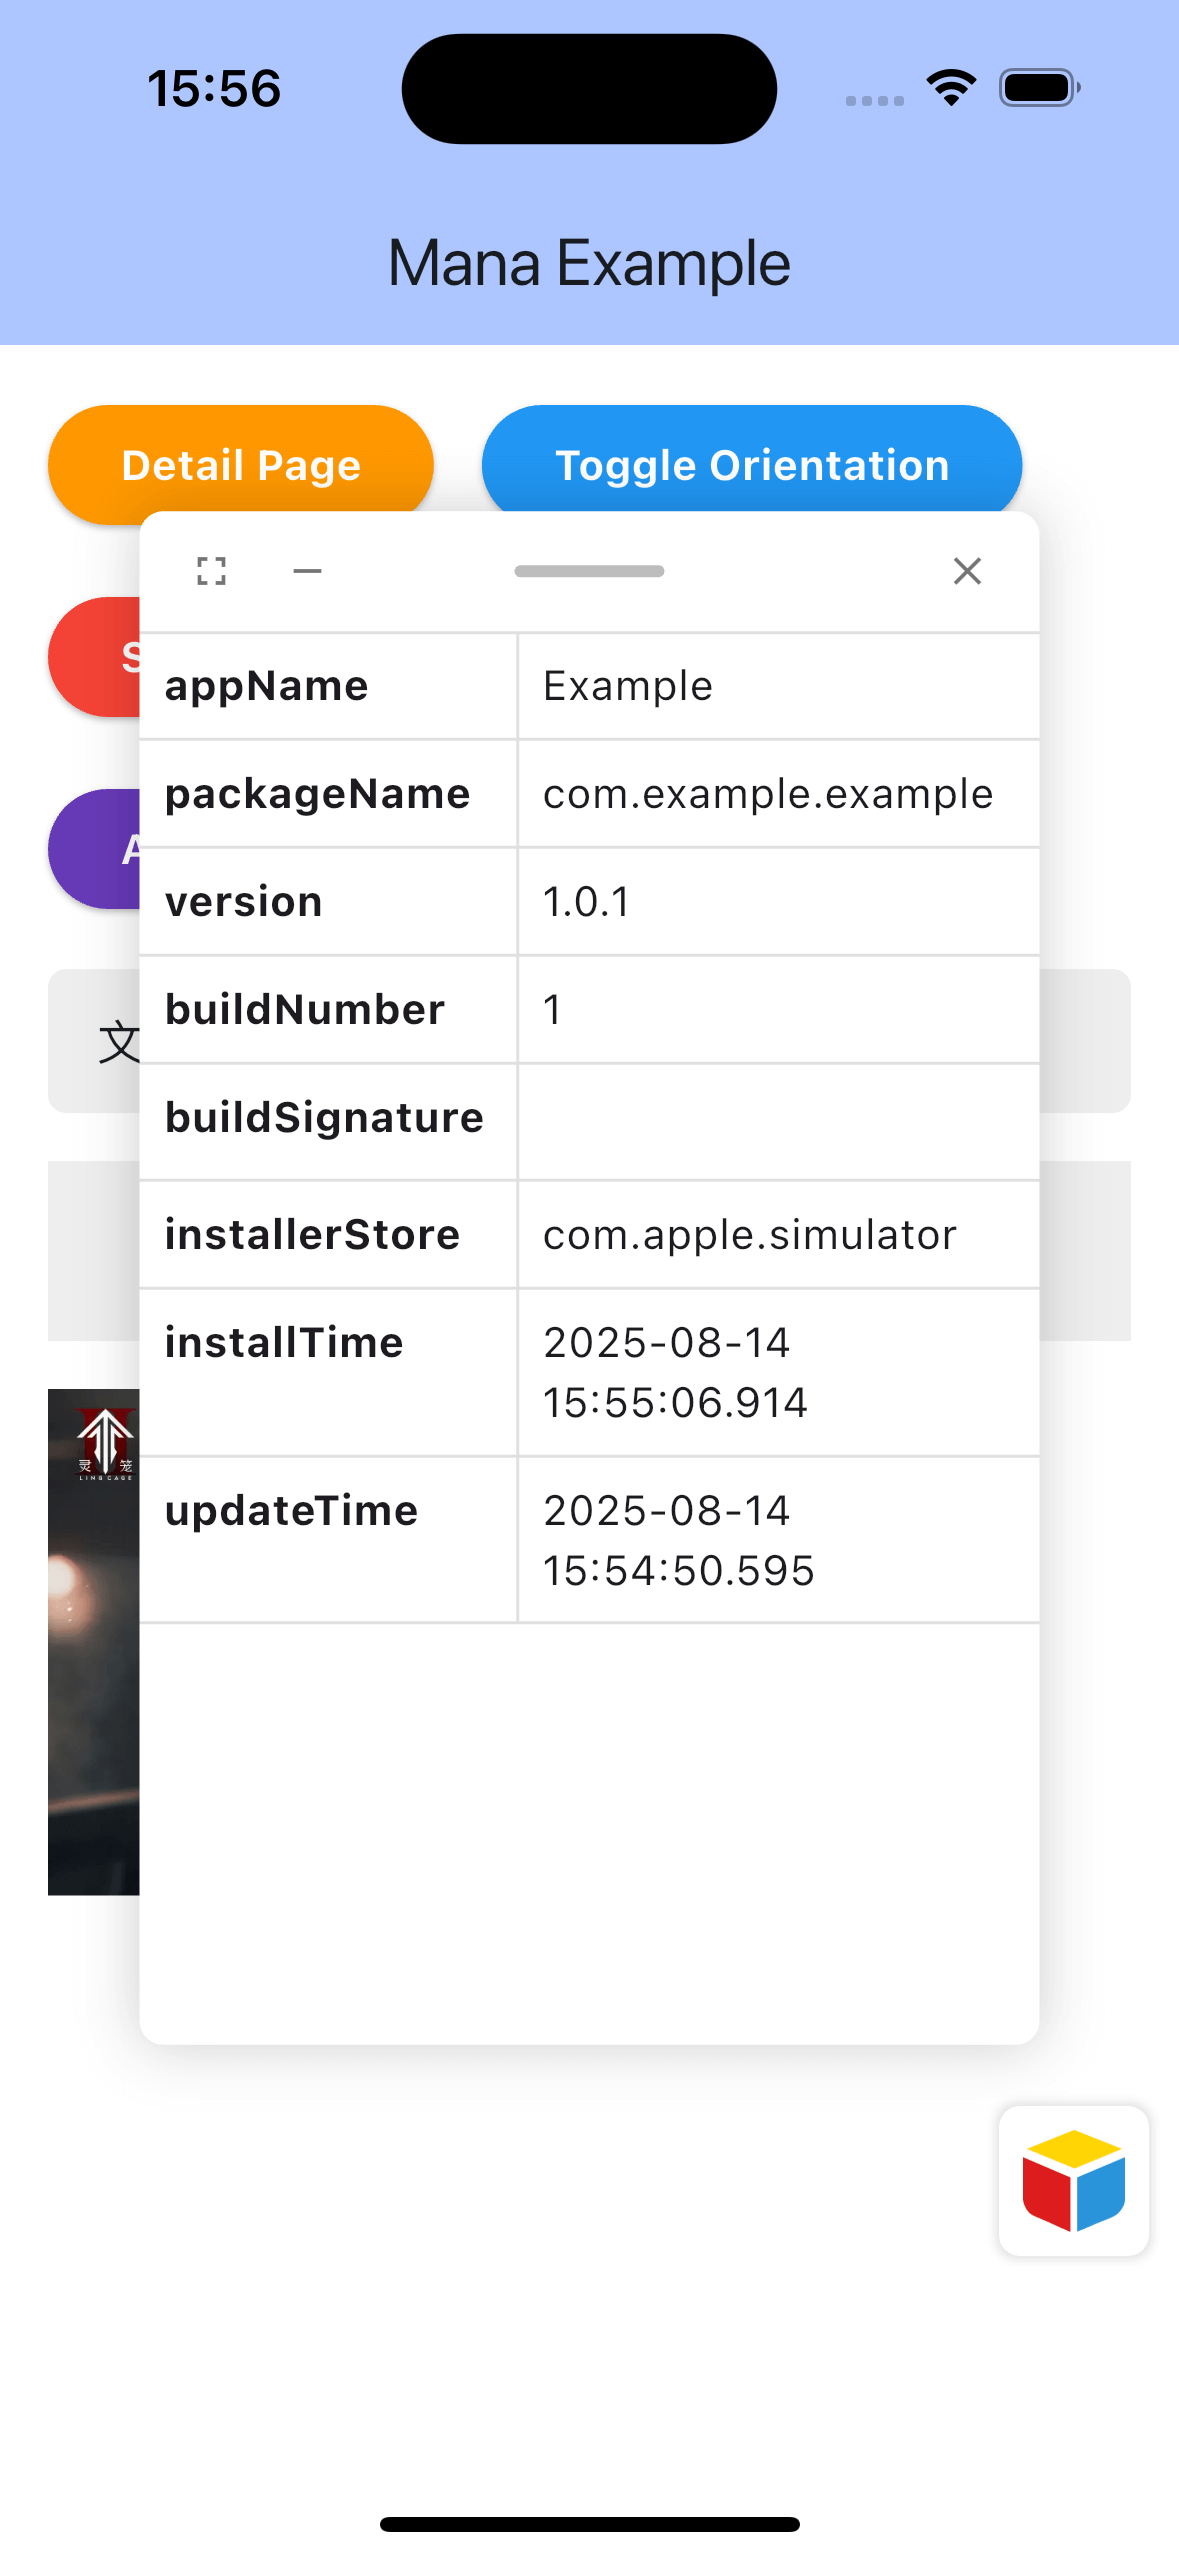 15:56
Mana Example
Detail Page
Toggle Orientation
S
A
文
appName
Example
packageName
com.example.example
version
1.0.1
buildNumber
1
buildSignature
installerStore
com.apple.simulator
installTime
2025-08-14
15:55:06.914
updateTime
2025-08-14
15:54:50.595
灵 笼
LING CAGE